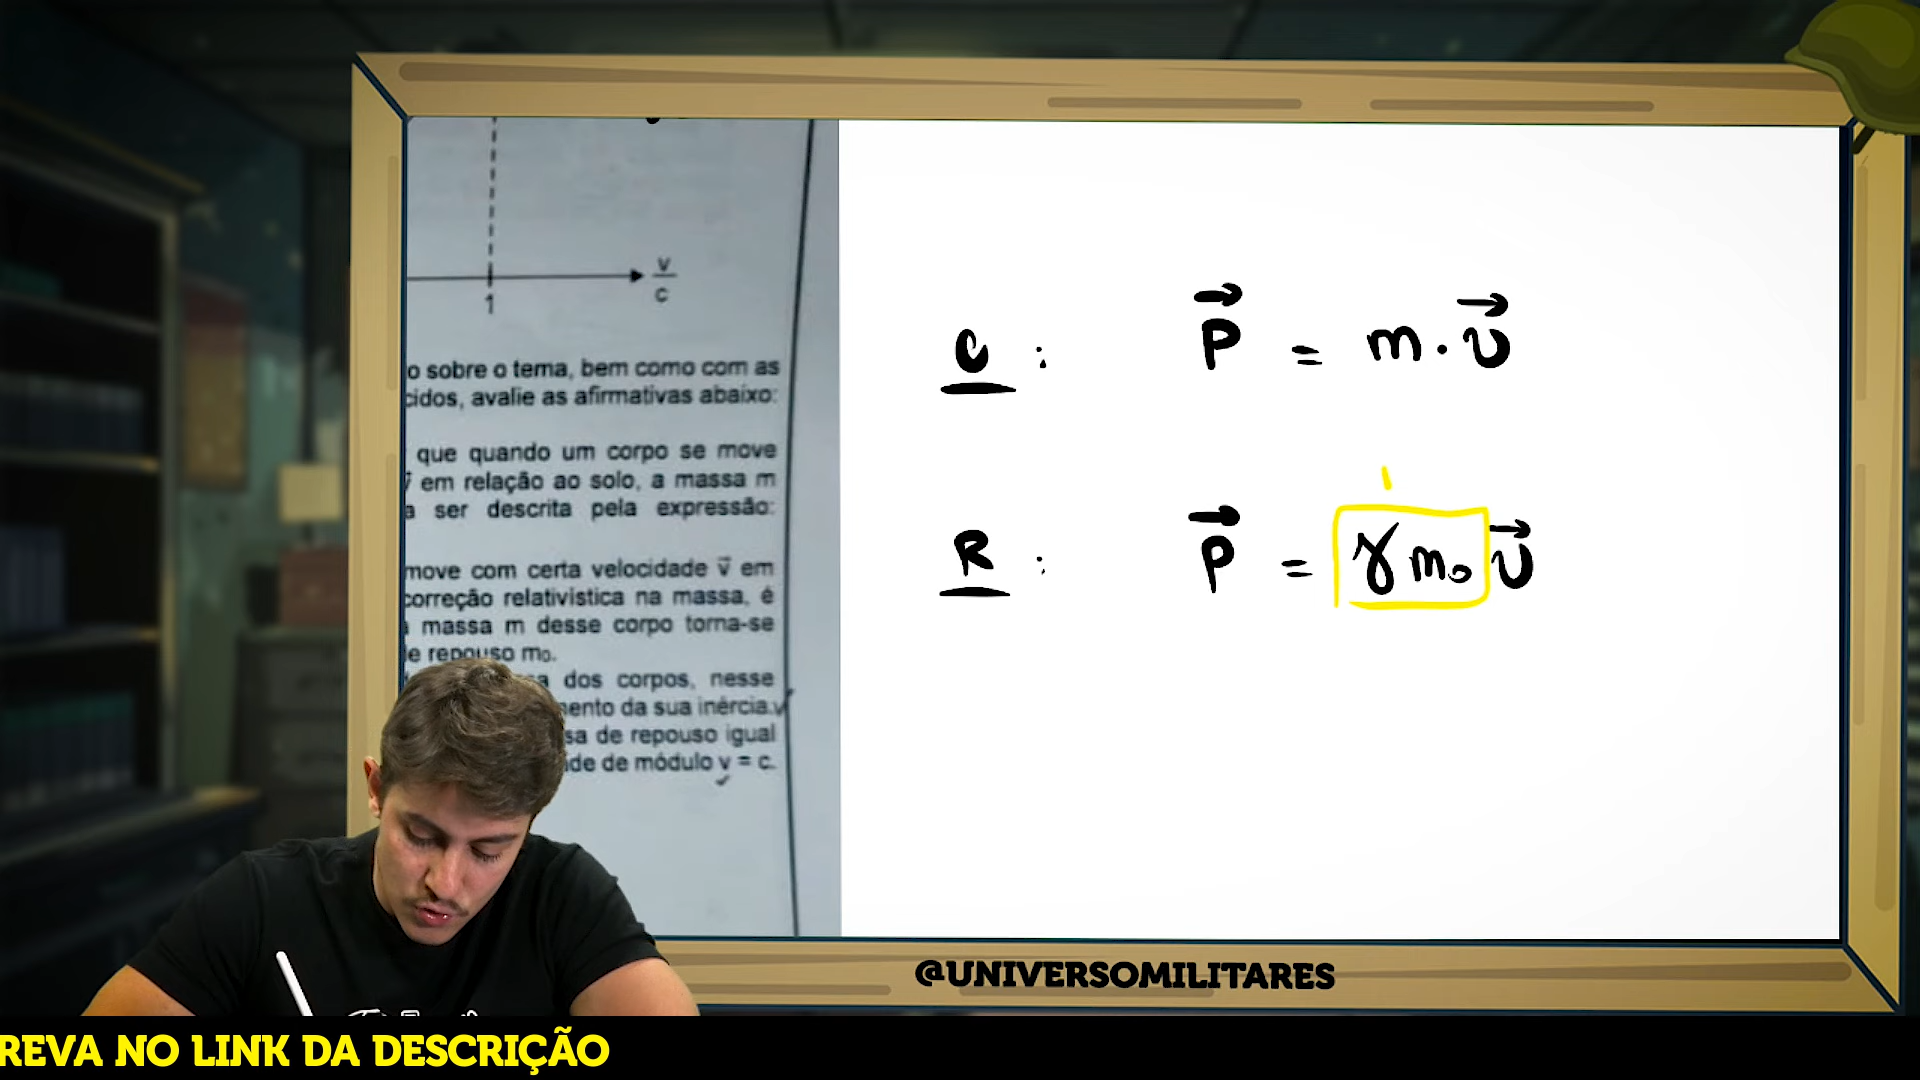 v
c
1
o sobre o tema, bem como com as
cidos, avalie as afirmativas abaixo:
que quando um corpo se move
em relação ao solo, a massa m
a ser descrita pela expressão:
move com certa velocidade v⃗ em
correção relativística na massa, é
massa m desse corpo torna-se
e repouso m₀.
a dos corpos, nesse
mento da sua inércia.
sa de repouso igual
ide de módulo v = c.
C : P⃗ = m . v⃗
R : P⃗ = γ m₀ v⃗
@UNIVERSOMILITARES
REVA NO LINK DA DESCRIÇÃO